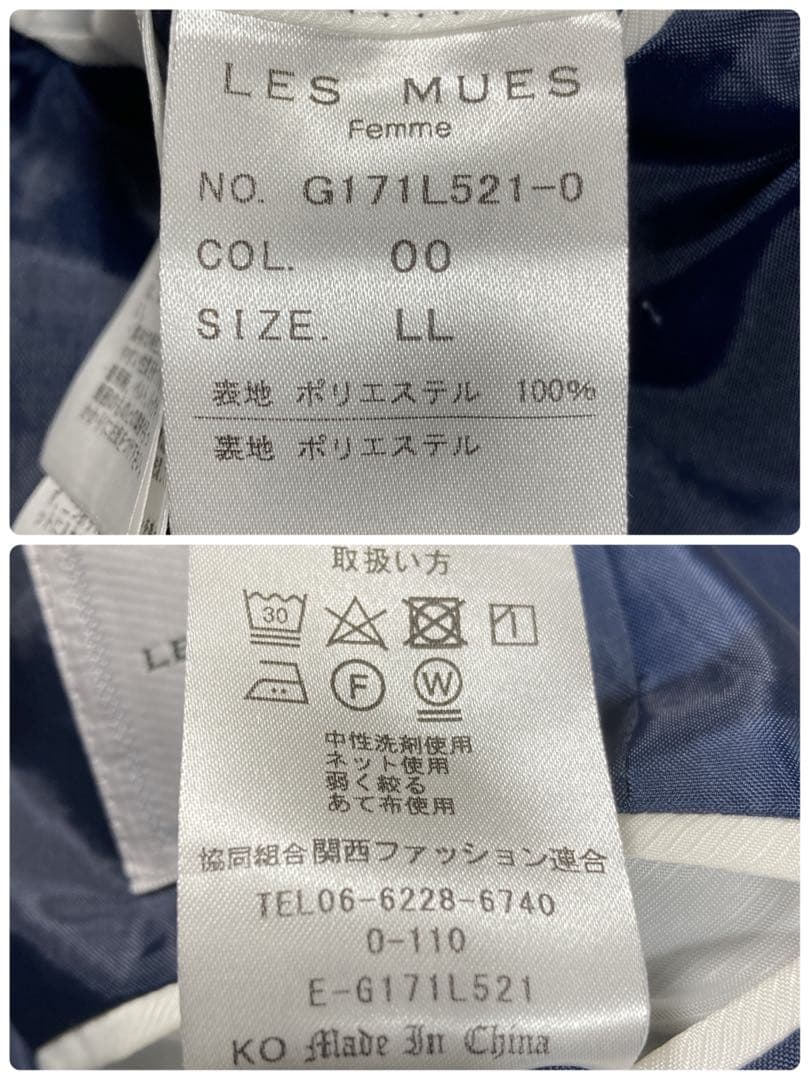 LES MUES
Femme
NO. G171L521-0
COL. 00
SIZE. LL
表地 ポリエステル 100%
裏地 ポリエステル
取扱い方
30
F
W
中性洗剤使用
ネット使用
弱く絞る
あて布使用
協同組合関西ファッション連合
TEL06-6228-6740
0-110
E-G171L521
KO Made In China
LE